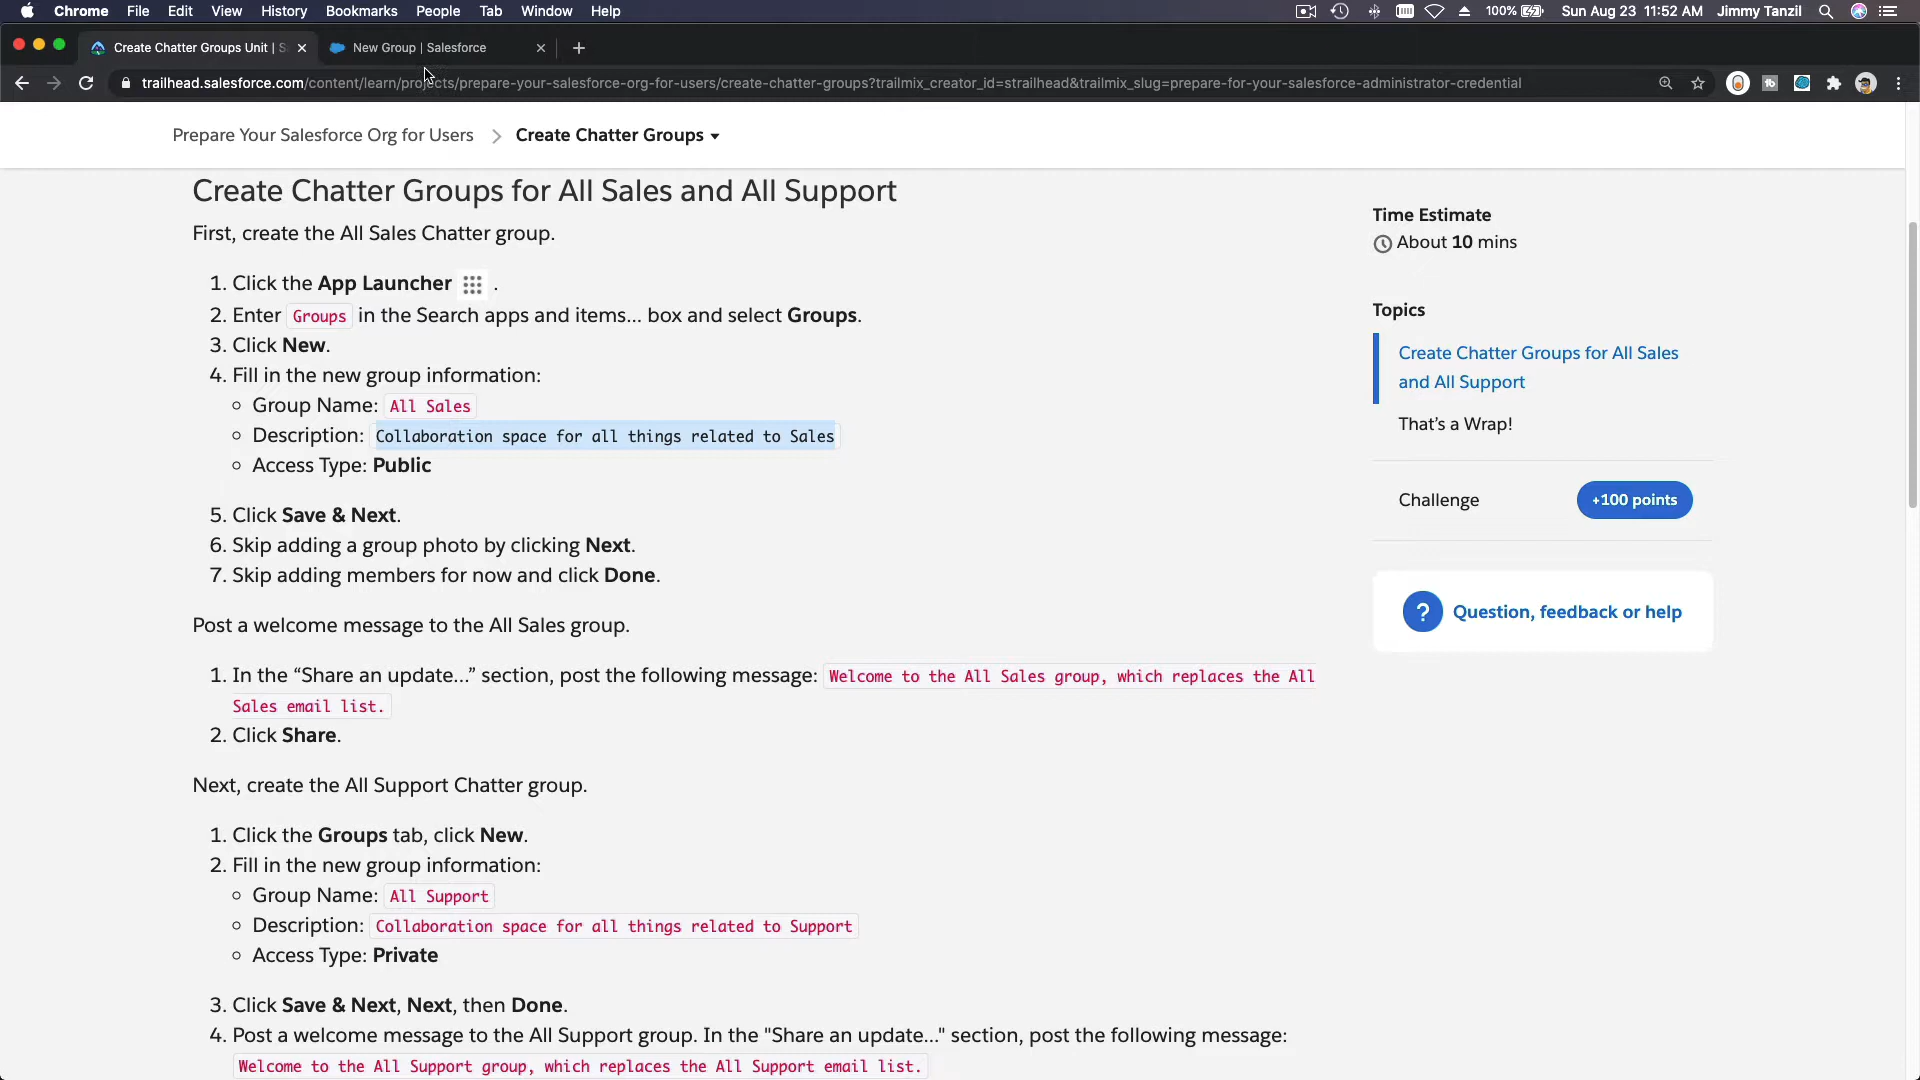 Chrome File Edit View History Bookmarks People Tab Window Help 100% Sun Aug 23 11:52 AM Jimmy Tanzil
Create Chatter Groups Unit | S New Group | Salesforce
trailhead.salesforce.com/content/learn/projects/prepare-your-salesforce-org-for-users/create-chatter-groups?trailmix_creator_id=strailhead&trailmix_slug=prepare-for-your-salesforce-administrator-credential
Prepare Your Salesforce Org for Users > Create Chatter Groups
Create Chatter Groups for All Sales and All Support
First, create the All Sales Chatter group.
1. Click the App Launcher .
2. Enter Groups in the Search apps and items... box and select Groups.
3. Click New.
4. Fill in the new group information:
Group Name: All Sales
Description: Collaboration space for all things related to Sales
Access Type: Public
5. Click Save & Next.
6. Skip adding a group photo by clicking Next.
7. Skip adding members for now and click Done.
Post a welcome message to the All Sales group.
1. In the “Share an update...” section, post the following message: Welcome to the All Sales group, which replaces the All
Sales email list.
2. Click Share.
Next, create the All Support Chatter group.
1. Click the Groups tab, click New.
2. Fill in the new group information:
Group Name: All Support
Description: Collaboration space for all things related to Support
Access Type: Private
3. Click Save & Next, Next, then Done.
4. Post a welcome message to the All Support group. In the "Share an update..." section, post the following message:
Welcome to the All Support group, which replaces the All Support email list.
Time Estimate
About 10 mins
Topics
Create Chatter Groups for All Sales
and All Support
That’s a Wrap!
Challenge +100 points
? Question, feedback or help